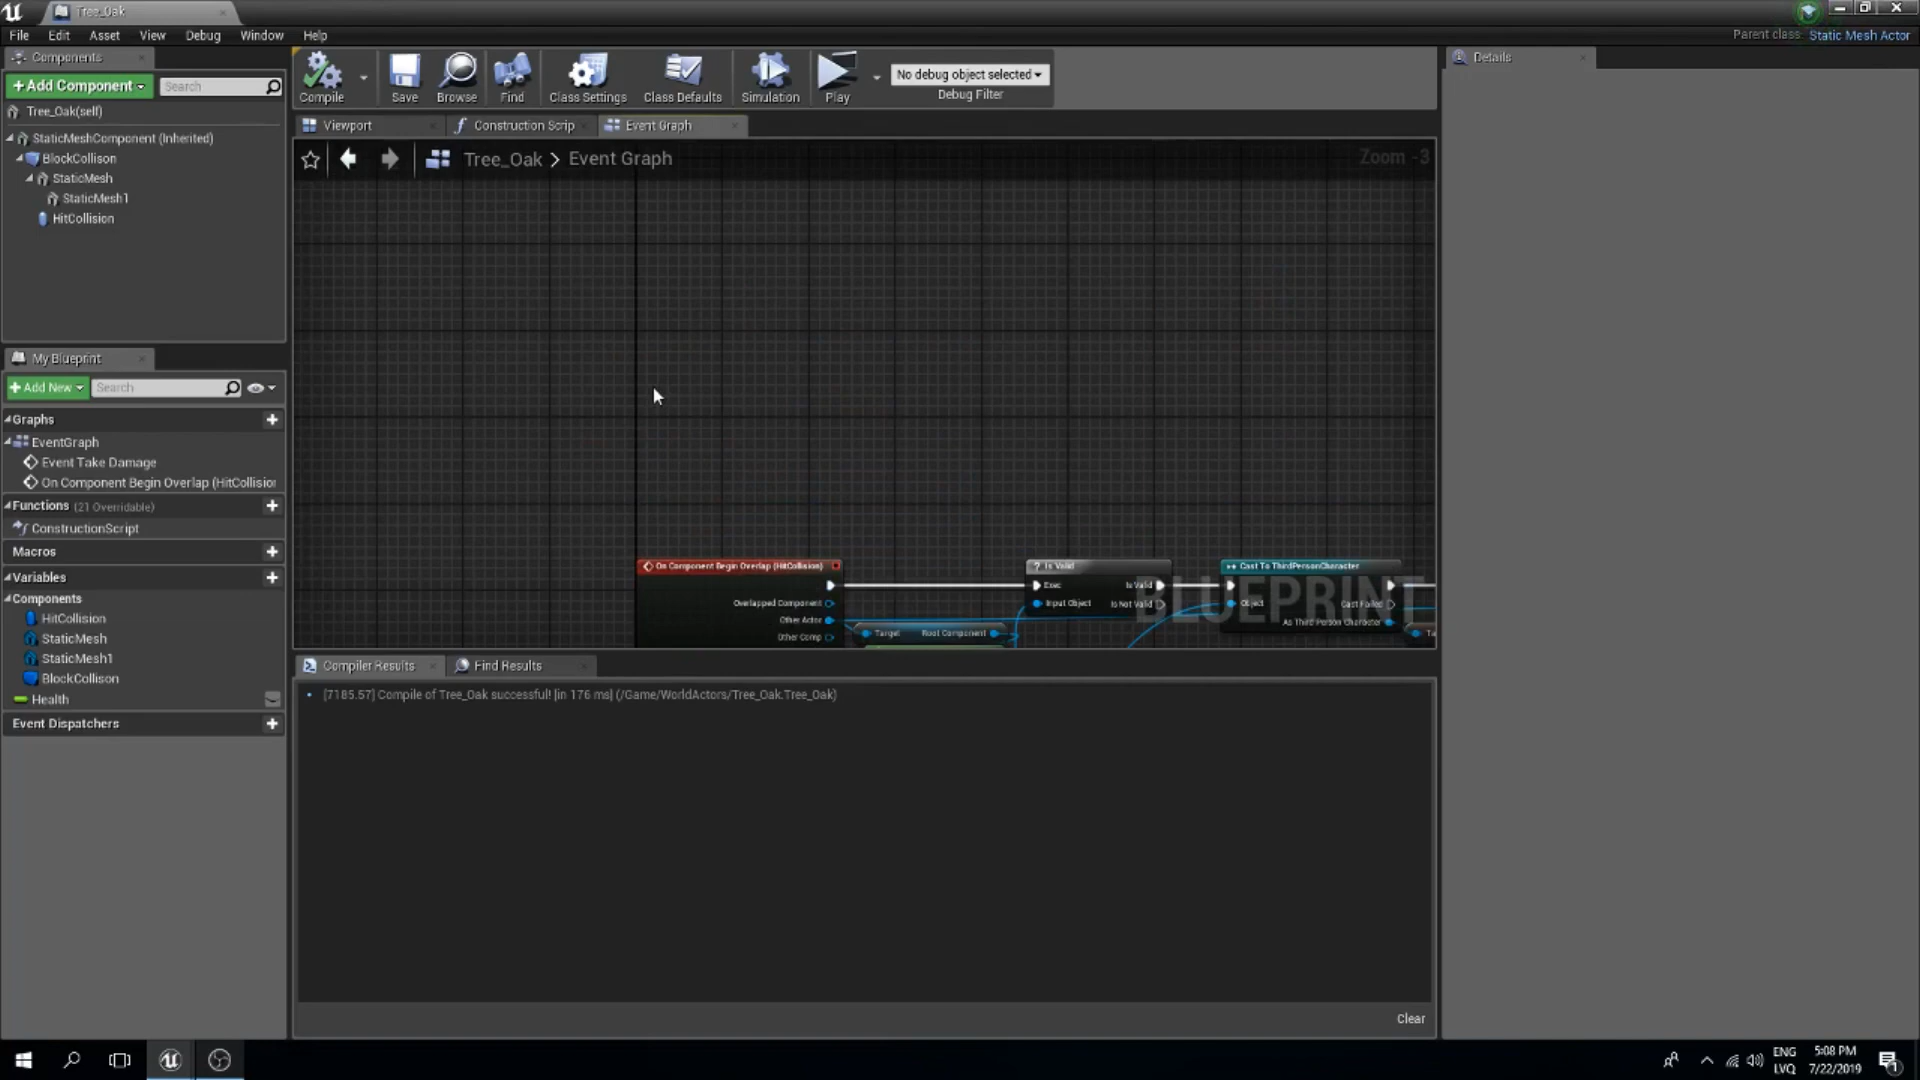 Tree_Oak
File Edit Asset View Debug Window Help
Parent class: Static Mesh Actor
Components
+Add Component
Search
Tree_Oak(self)
StaticMeshComponent (Inherited)
BlockCollison
StaticMesh
StaticMesh1
HitCollision
Compile
Save
Browse
Find
Class Settings
Class Defaults
Simulation
Play
No debug object selected
Debug Filter
Details
Viewport
Construction Scrip
Event Graph
Tree_Oak > Event Graph
Zoom -3
My Blueprint
+Add New
Search
Graphs
EventGraph
Event Take Damage
On Component Begin Overlap (HitCollision
Functions (21 Overridable)
ConstructionScript
Macros
Variables
Components
HitCollision
StaticMesh
StaticMesh1
BlockCollison
Health
Event Dispatchers
On Component Begin Overlap (HitCollision)
Overlapped Component
Other Actor
Other Comp
Target Root Component
Is Valid
Exec Is Valid
Input Object Is Not Valid
Cast To ThirdPersonCharacter
Object Cast Failed
As Third Person Character
Ta
BLUEPRINT
Compiler Results
Find Results
[7185.57] Compile of Tree_Oak successful! [in 176 ms] (/Game/WorldActors/Tree_Oak.Tree_Oak)
Clear
ENG
LVQ
5:08 PM
7/22/2019
1